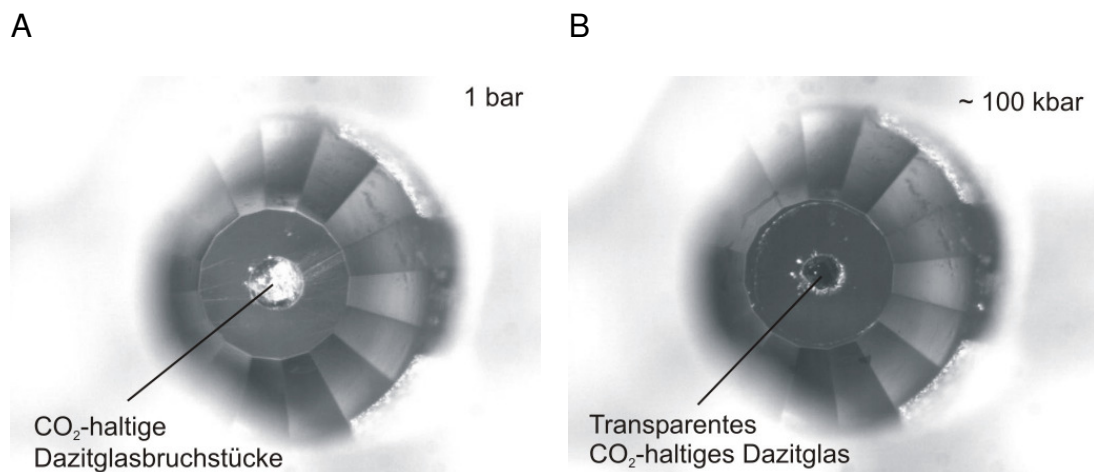 A
B
1 bar
~ 100 kbar
CO₂-haltige
Dazitglasbruchstücke
Transparentes
CO₂-haltiges Dazitglas